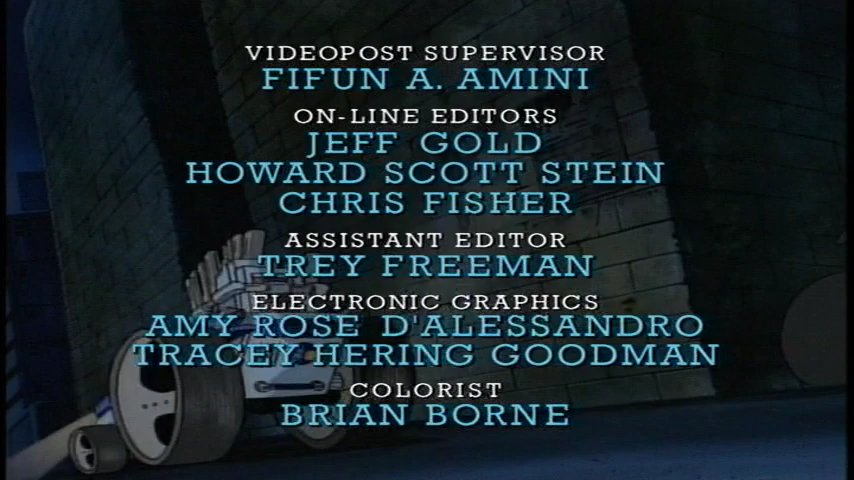 VIDEOPOST SUPERVISOR
FIFUN A. AMINI
ON-LINE EDITORS
JEFF GOLD
HOWARD SCOTT STEIN
CHRIS FISHER
ASSISTANT EDITOR
TREY FREEMAN
ELECTRONIC GRAPHICS
AMY ROSE D'ALESSANDRO
TRACEY HERING GOODMAN
COLORIST
BRIAN BORNE